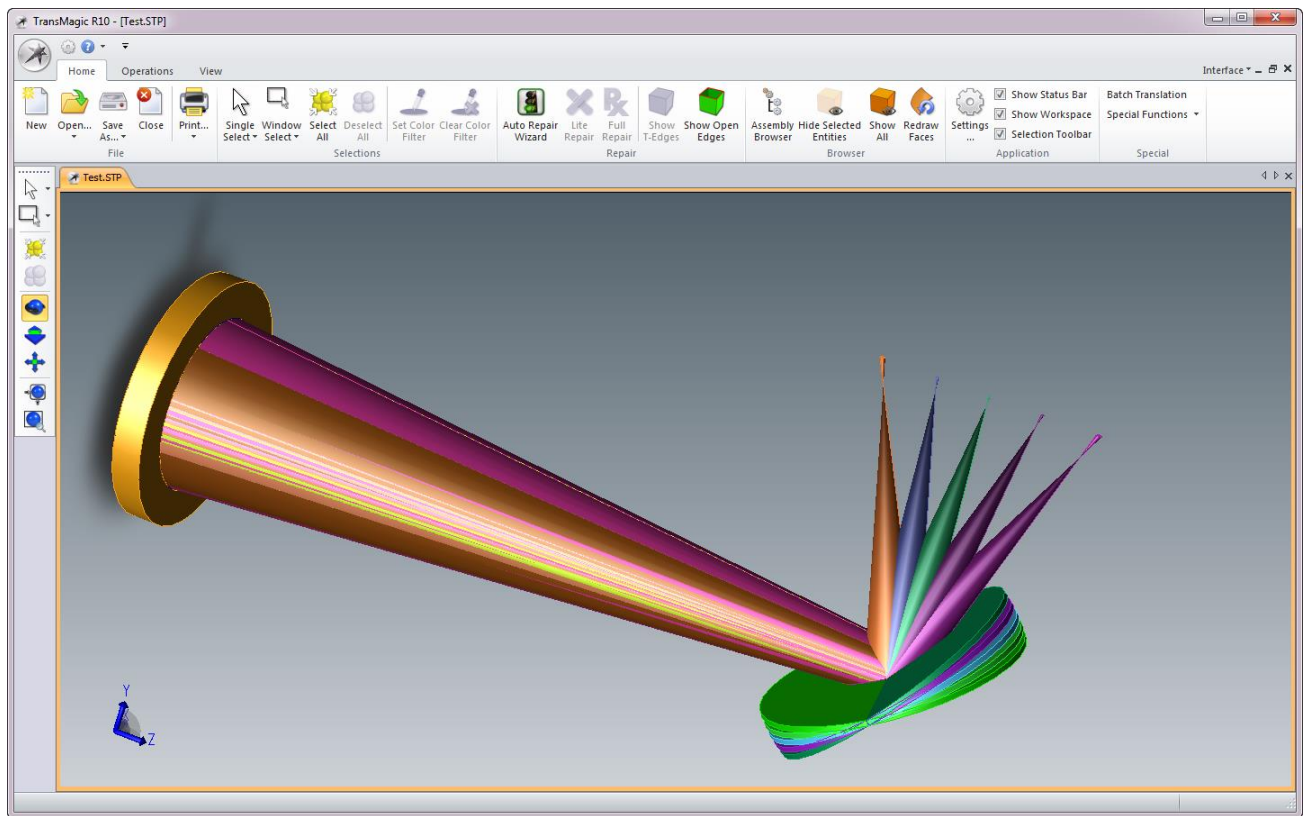 TransMagic R10 - [Test.STP]
Home Operations View
Interface
New Open... Save As... Close Print...
Single Select Window Select Select All Deselect All Set Color Filter Clear Color Filter
Auto Repair Wizard Lite Repair Full Repair Show T-Edges Show Open Edges
Assembly Browser Hide Selected Entities Show All Redraw Faces
Settings ...
Show Status Bar
Show Workspace
Selection Toolbar
Batch Translation
Special Functions
File Selections Repair Browser Application Special
Test.STP
Y
Z